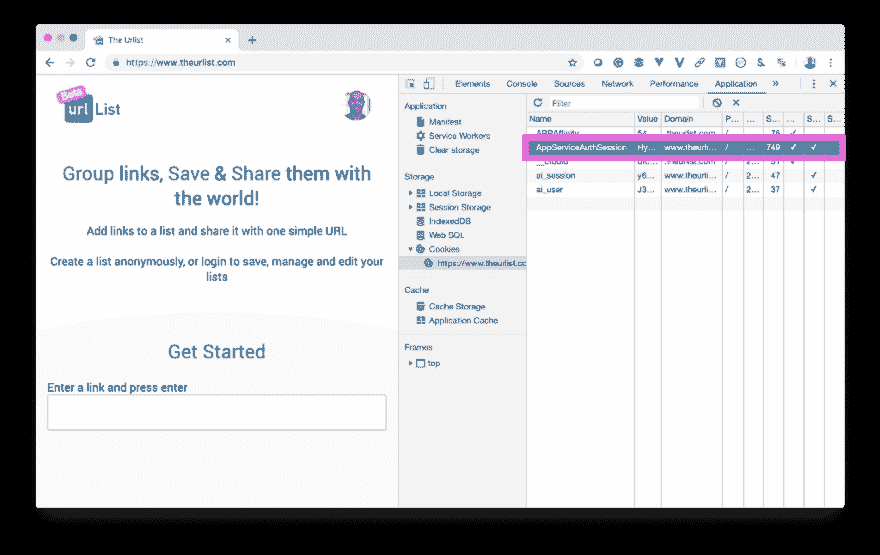 The Urlist
https://www.theurlist.com
Beta
url List
Group links, Save & Share them with
the world!
Add links to a list and share it with one simple URL
Create a list anonymously, or login to save, manage and edit your
lists
Get Started
Enter a link and press enter
Elements Console Sources Network Performance Application »
Application
Manifest
Service Workers
Clear storage
Storage
Local Storage
Session Storage
IndexedDB
Web SQL
Cookies
https://www.theurlist.cc
Cache
Cache Storage
Application Cache
Frames
top
Filter
Name Value Domain P... ... S... ... S... S...
ARRAffinity 54... .theurlist.com / ... 76 ✓
AppServiceAuthSession Hy... www.theurli... / ... 749 ✓ ✓
__cfduid d1c... .theurlist.com / 2... 51 ✓
ai_session y6... www.theurli... / 2... 47 ✓
ai_user J3... www.theurli... / 2... 37 ✓